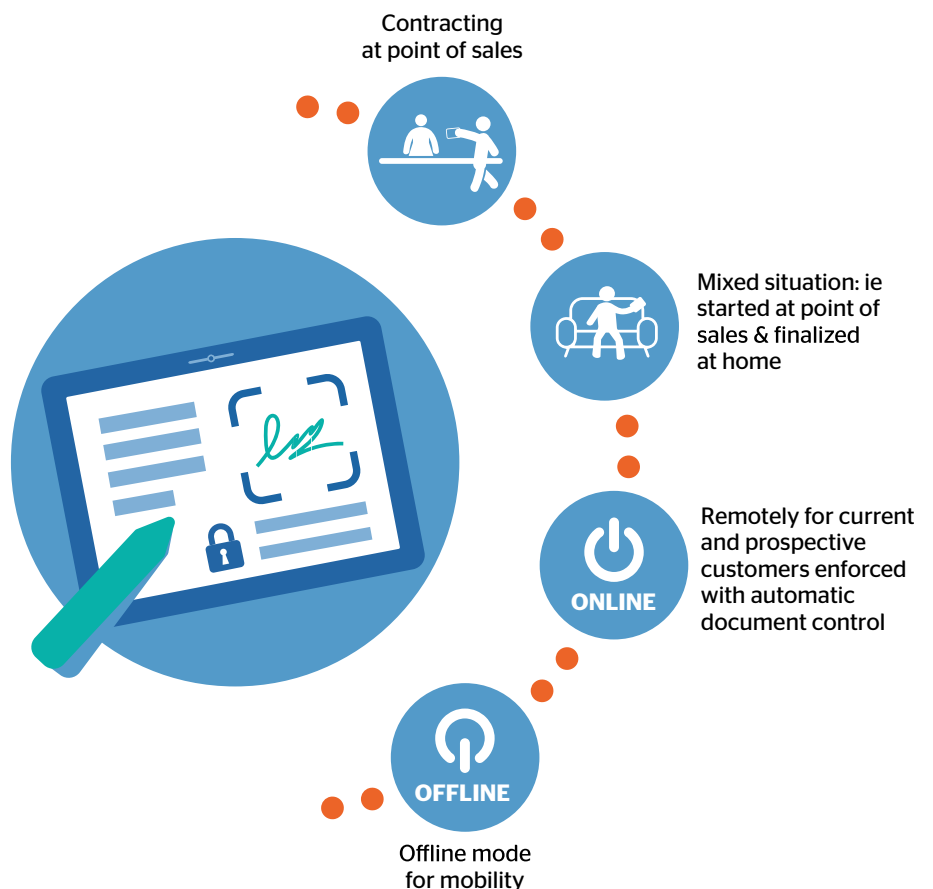 Contracting
at point of sales
Mixed situation: ie
started at point of
sales & finalized
at home
ONLINE
Remotely for current
and prospective
customers enforced
with automatic
document control
OFFLINE
Offline mode
for mobility